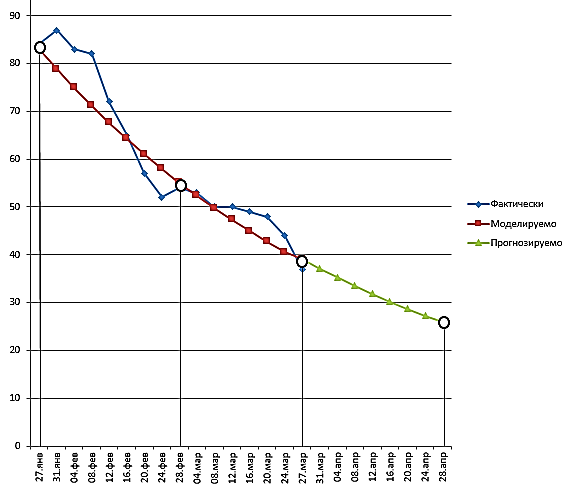 90
80
70
60
50
40
30
20
10
0
27.янв
31.янв
04.фев
08.фев
12.фев
16.фев
20.фев
24.фев
28.фев
04.мар
08.мар
12.мар
16.мар
20.мар
24.мар
27.мар
31.мар
04.апр
08.апр
12.апр
16.апр
20.апр
24.апр
28.апр
Фактически
Моделируемо
Прогнозируемо